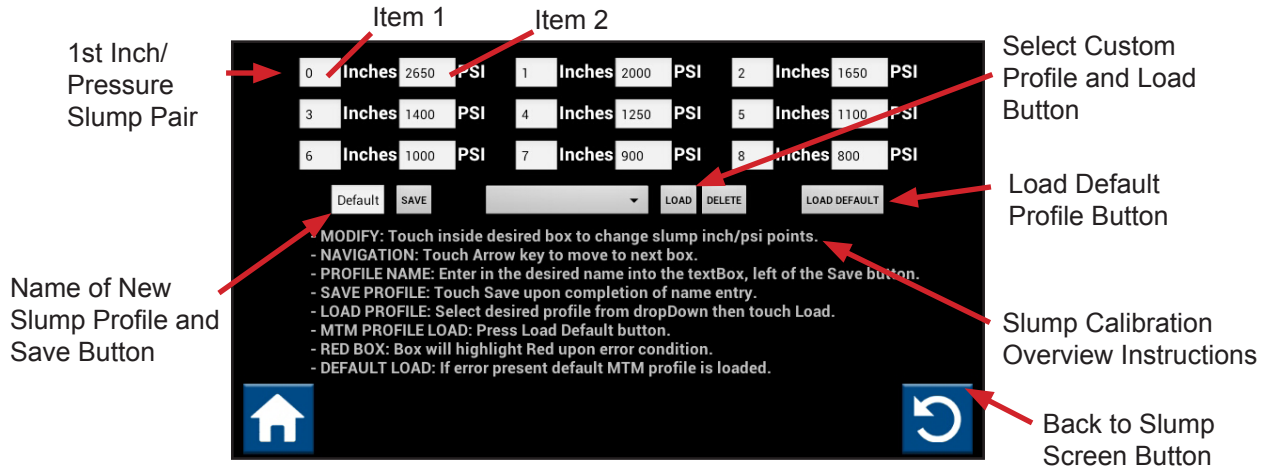 Item 1
Item 2
1st Inch/
Pressure
Slump Pair
Select Custom
Profile and Load
Button
0 Inches 2650 PSI 1 Inches 2000 PSI 2 Inches 1650 PSI
3 Inches 1400 PSI 4 Inches 1250 PSI 5 Inches 1100 PSI
6 Inches 1000 PSI 7 Inches 900 PSI 8 Inches 800 PSI
Default SAVE LOAD DELETE LOAD DEFAULT
Load Default
Profile Button
- MODIFY: Touch inside desired box to change slump inch/psi points.
- NAVIGATION: Touch Arrow key to move to next box.
- PROFILE NAME: Enter in the desired name into the textBox, left of the Save button.
- SAVE PROFILE: Touch Save upon completion of name entry.
- LOAD PROFILE: Select desired profile from dropDown then touch Load.
- MTM PROFILE LOAD: Press Load Default button.
- RED BOX: Box will highlight Red upon error condition.
- DEFAULT LOAD: If error present default MTM profile is loaded.
Name of New
Slump Profile and
Save Button
Slump Calibration
Overview Instructions
Back to Slump
Screen Button